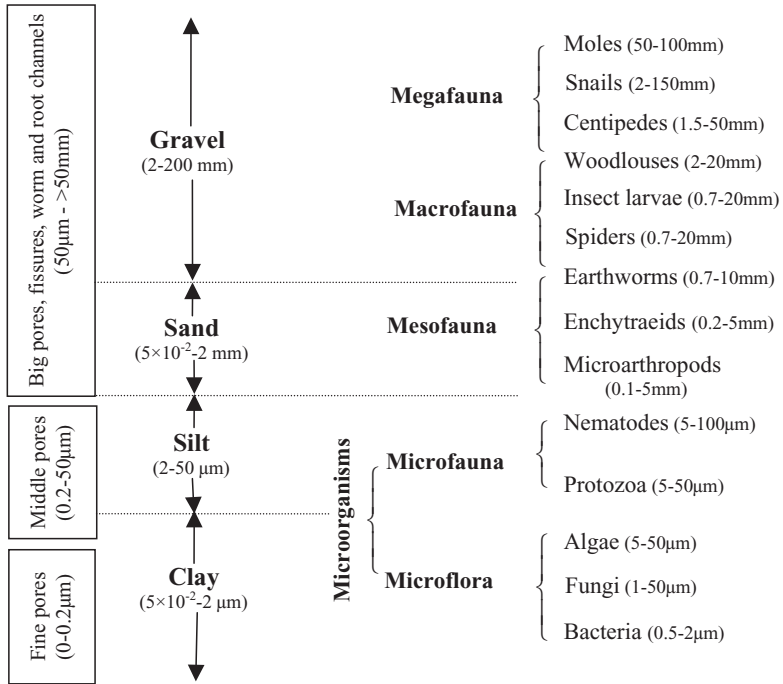 Big pores, fissures, worm and root channels
(50μm - >50mm)
Middle pores
(0.2-50μm)
Fine pores
(0-0.2μm)
Gravel
(2-200 mm)
Sand
(5×10⁻²-2 mm)
Silt
(2-50 μm)
Clay
(5×10⁻²-2 μm)
Microorganisms
Megafauna
Moles (50-100mm)
Snails (2-150mm)
Centipedes (1.5-50mm)
Macrofauna
Woodlouses (2-20mm)
Insect larvae (0.7-20mm)
Spiders (0.7-20mm)
Mesofauna
Earthworms (0.7-10mm)
Enchytraeids (0.2-5mm)
Microarthropods
(0.1-5mm)
Microfauna
Nematodes (5-100μm)
Protozoa (5-50μm)
Microflora
Algae (5-50μm)
Fungi (1-50μm)
Bacteria (0.5-2μm)